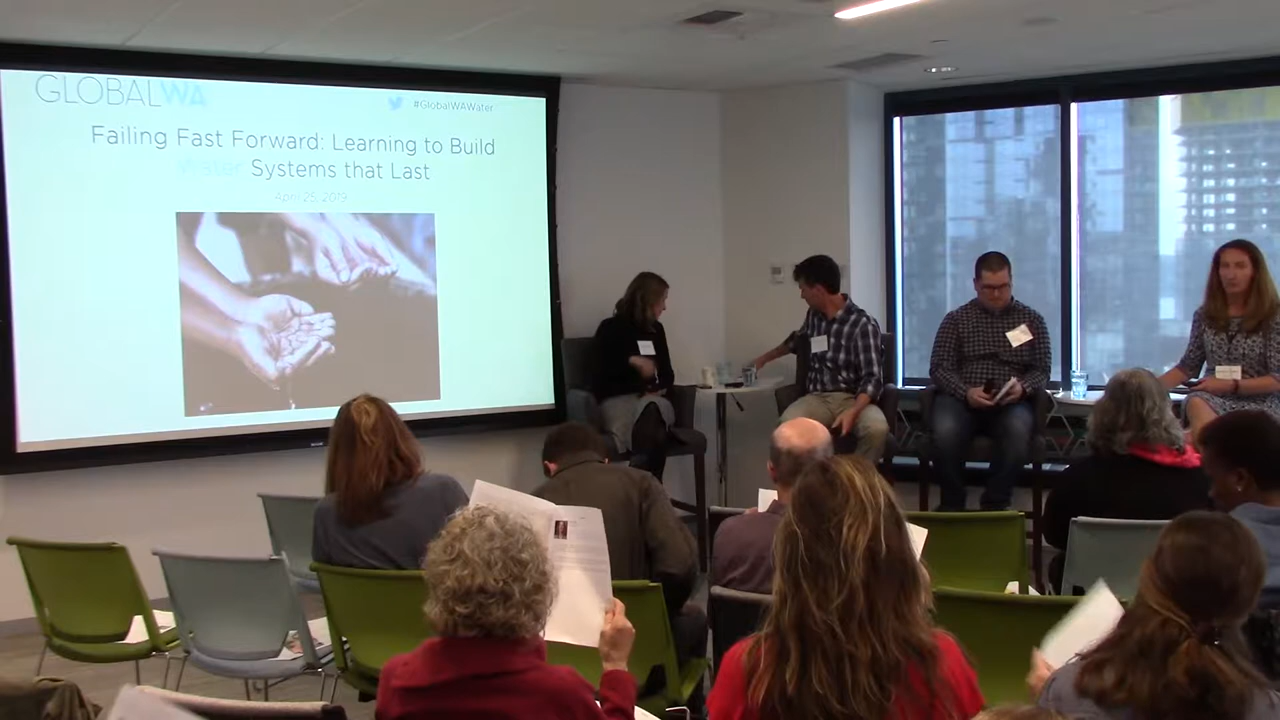 GLOBALWA
#GlobalWAWater
Failing Fast Forward: Learning to Build
Water Systems that Last
April 25, 2019